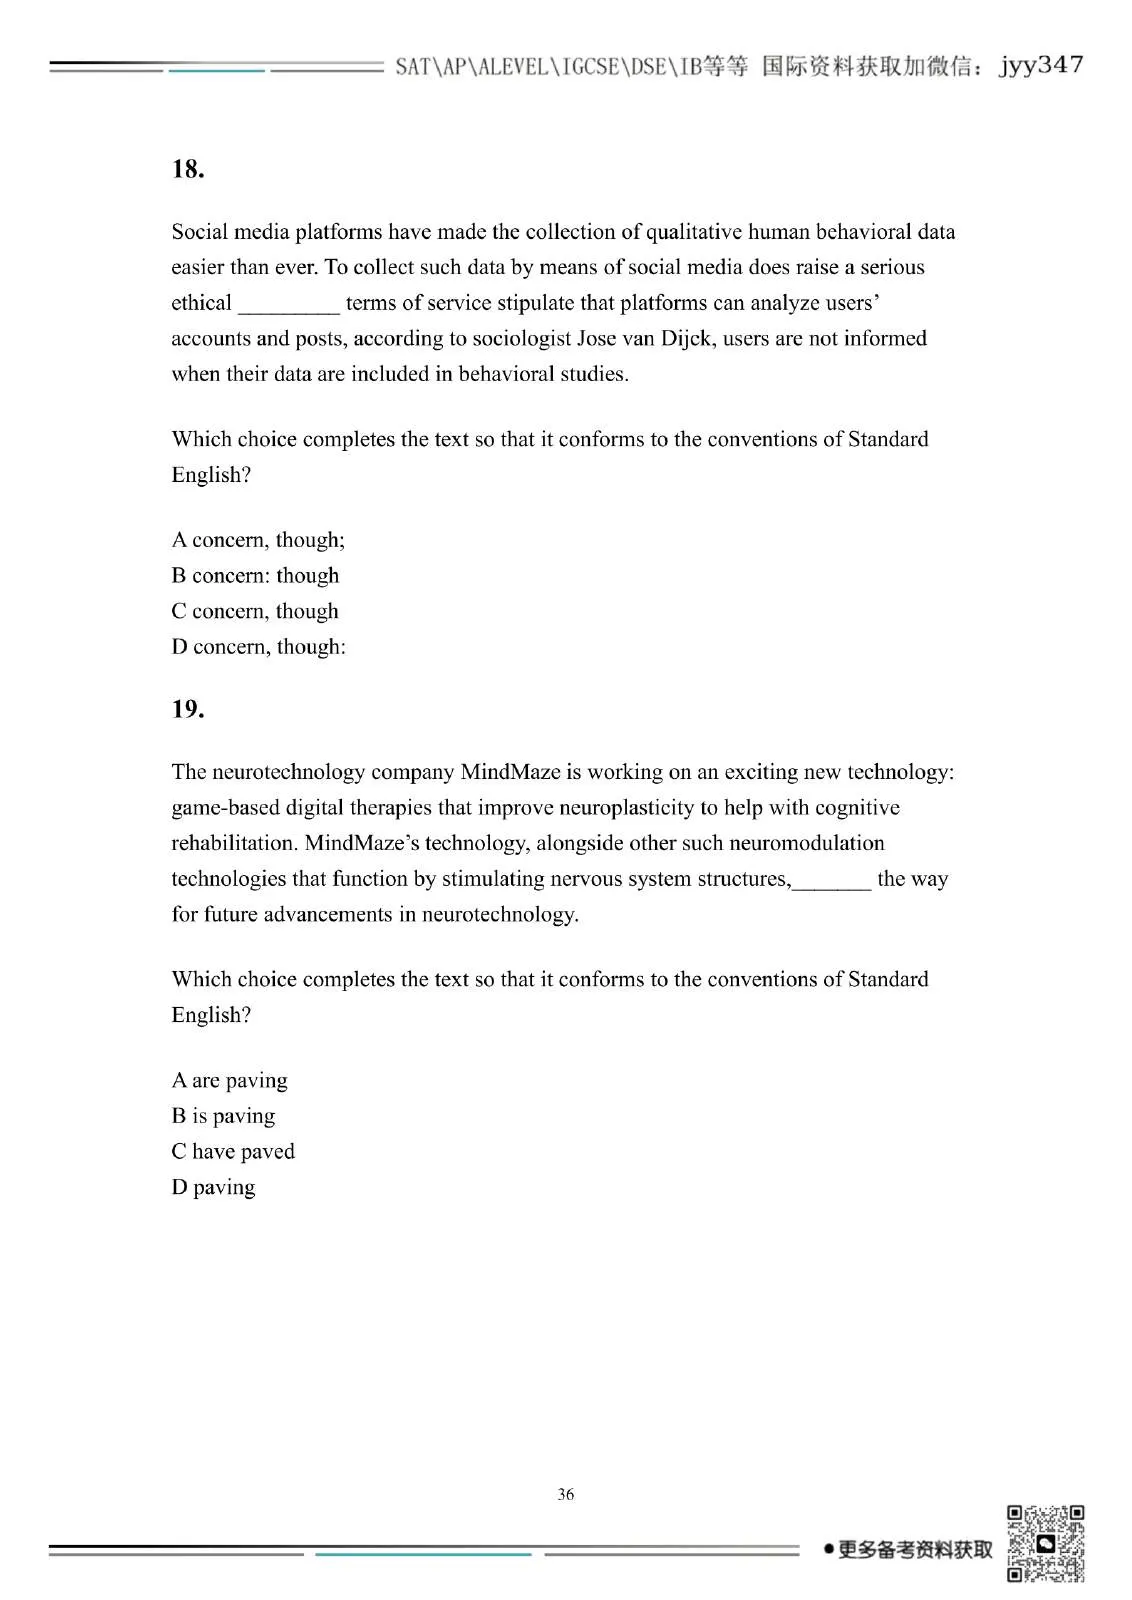 SAT\AP\ALEVEL\IGCSE\DSE\IB等等 国际资料获取加微信: jyy347
18.
Social media platforms have made the collection of qualitative human behavioral data
easier than ever. To collect such data by means of social media does raise a serious
ethical _________ terms of service stipulate that platforms can analyze users’
accounts and posts, according to sociologist Jose van Dijck, users are not informed
when their data are included in behavioral studies.
Which choice completes the text so that it conforms to the conventions of Standard
English?
A concern, though;
B concern: though
C concern, though
D concern, though:
19.
The neurotechnology company MindMaze is working on an exciting new technology:
game-based digital therapies that improve neuroplasticity to help with cognitive
rehabilitation. MindMaze’s technology, alongside other such neuromodulation
technologies that function by stimulating nervous system structures,_______ the way
for future advancements in neurotechnology.
Which choice completes the text so that it conforms to the conventions of Standard
English?
A are paving
B is paving
C have paved
D paving
36
●更多备考资料获取